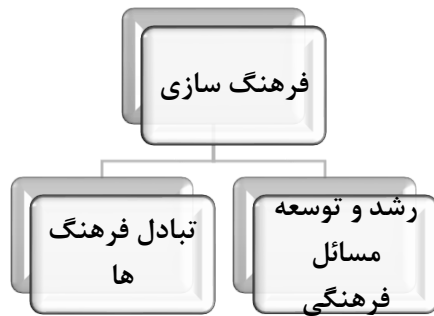 فرهنگ سازی
رشد و توسعه
مسائل
فرهنگی
تبادل فرهنگ
ها